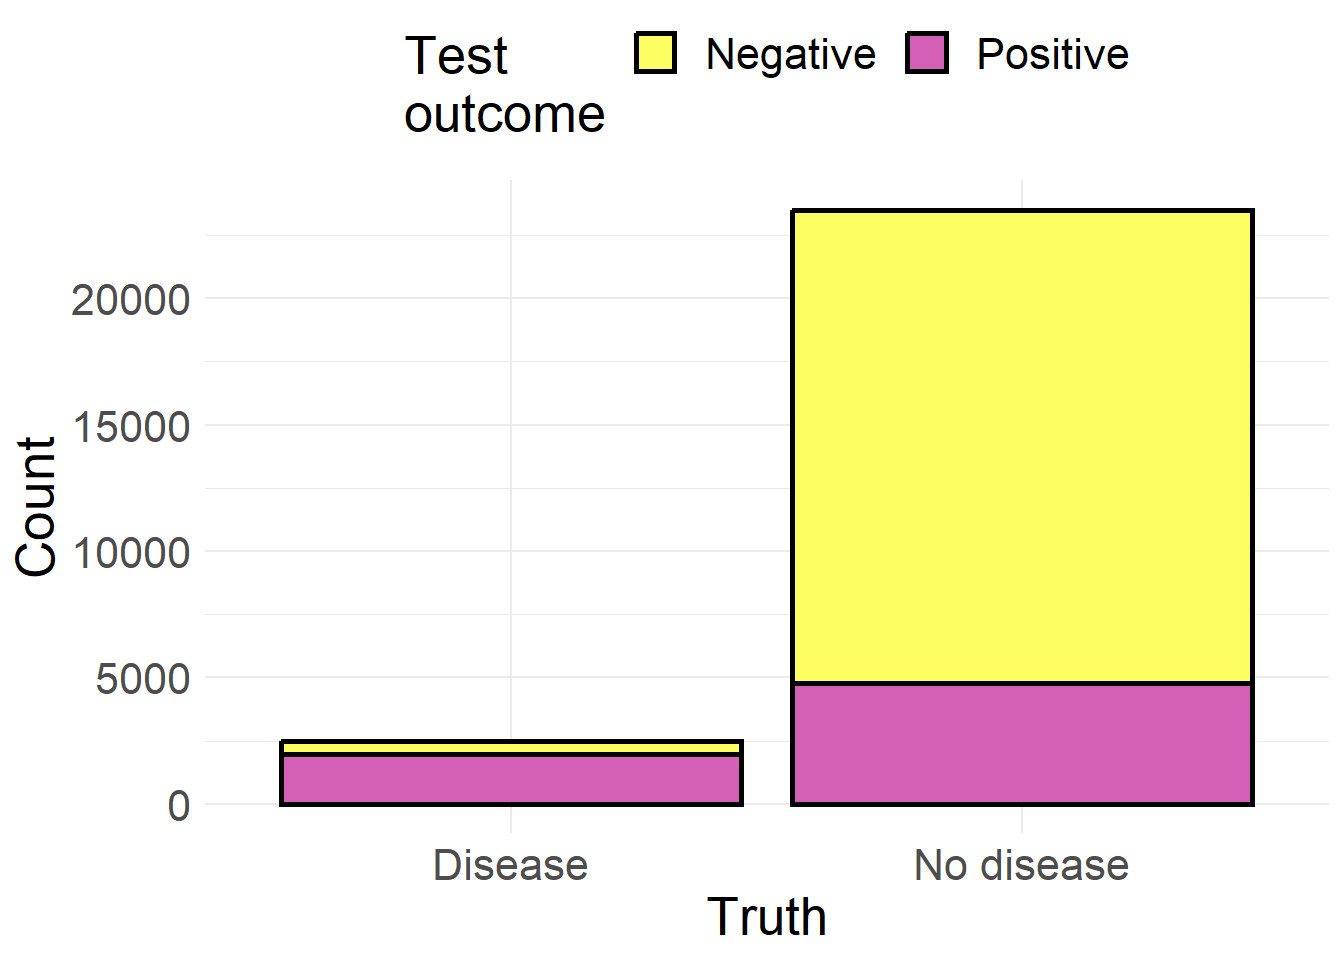 Test
outcome
Negative
Positive
20000
15000
10000
5000
0
Count
Disease
No disease
Truth